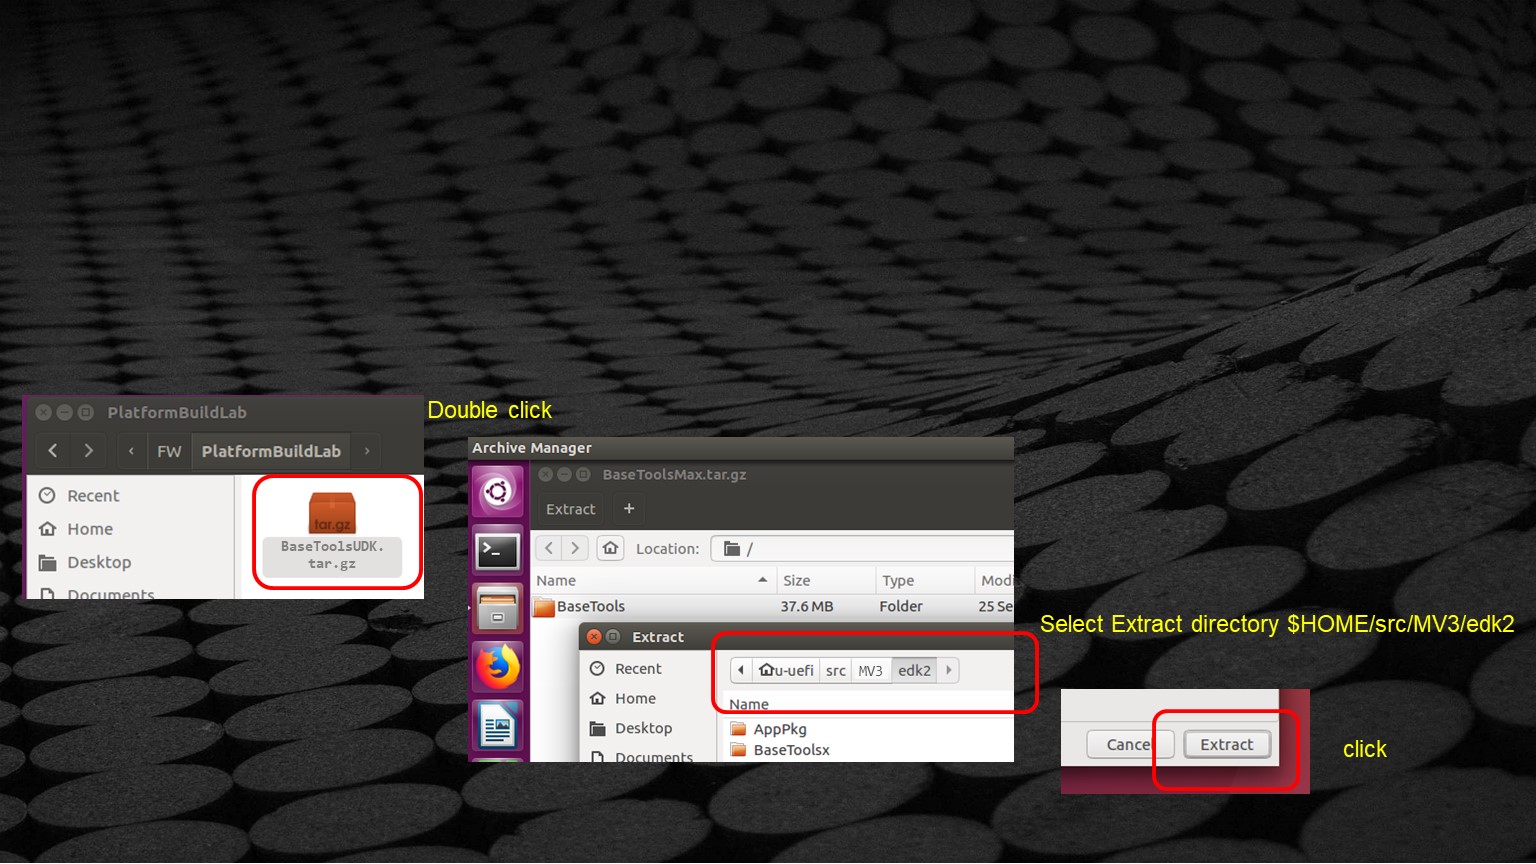 PlatformBuildLab
Double click
FW PlatformBuildLab
Recent
Home
Desktop
Documents
tar.gz
BaseToolsUDK.
tar.gz
Archive Manager
BaseToolsMax.tar.gz
Extract +
Location: /
Name Size Type Modi
BaseTools 37.6 MB Folder 25 Se
Extract
Recent
Home
Desktop
Documents
u-uefi src MV3 edk2
Name
AppPkg
BaseToolsx
Select Extract directory $HOME/src/MV3/edk2
Cancel Extract
click